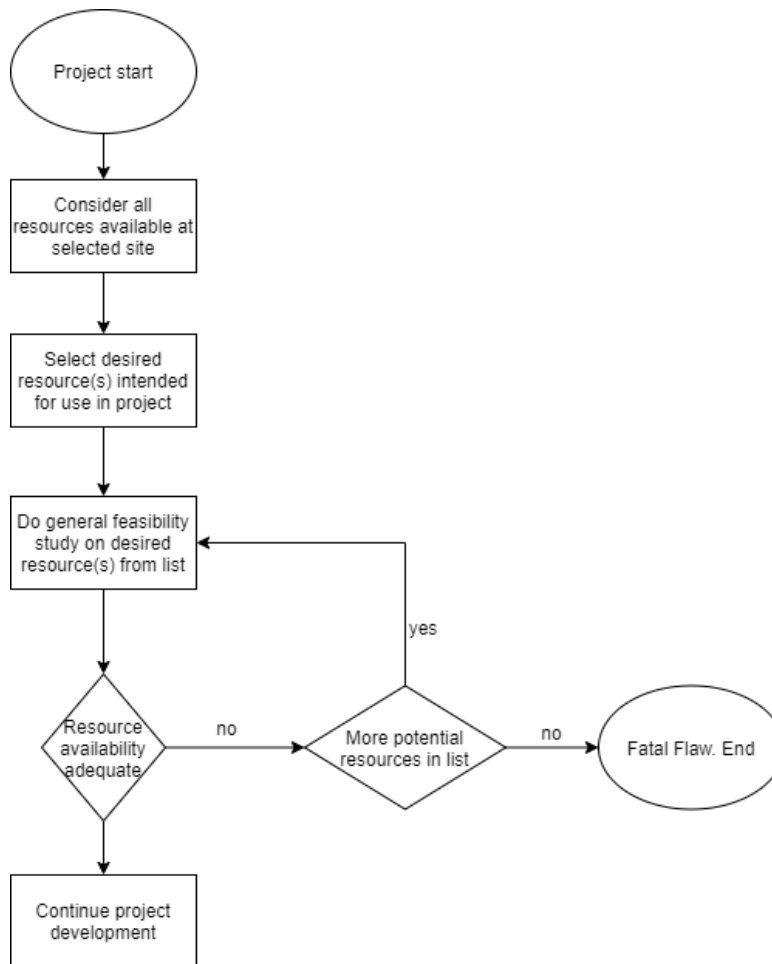 Project start
Consider all
resources available at
selected site
Select desired
resource(s) intended
for use in project
Do general feasibility
study on desired
resource(s) from list
yes
Resource
availability
adequate
no
More potential
resources in list
no
Fatal Flaw. End
Continue project
development